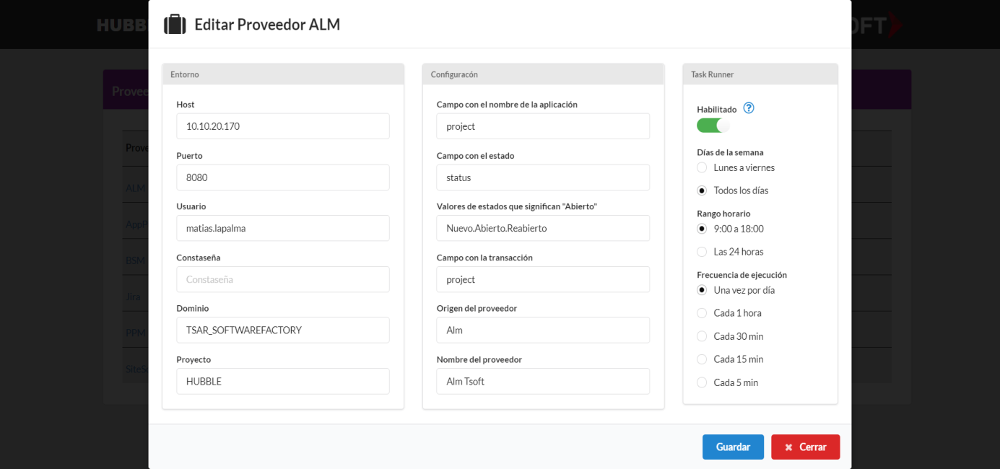 HUBB
Editar Proveedor ALM
OFT
Provee
Prove
ALM
AppP
BSM
Jira
PPM
SiteS
Entorno
Host
10.10.20.170
Puerto
8080
Usuario
matias.lapalma
Constaseña
Constaseña
Dominio
TSAR_SOFTWAREFACTORY
Proyecto
HUBBLE
Configuracón
Campo con el nombre de la aplicación
project
Campo con el estado
status
Valores de estados que significan "Abierto"
Nuevo.Abierto.Reabierto
Campo con la transacción
project
Origen del proveedor
Alm
Nombre del proveedor
Alm Tsoft
Task Runner
Habilitado ?
Días de la semana
Lunes a viernes
Todos los días
Rango horario
9:00 a 18:00
Las 24 horas
Frecuencia de ejecución
Una vez por día
Cada 1 hora
Cada 30 min
Cada 15 min
Cada 5 min
Guardar
Cerrar